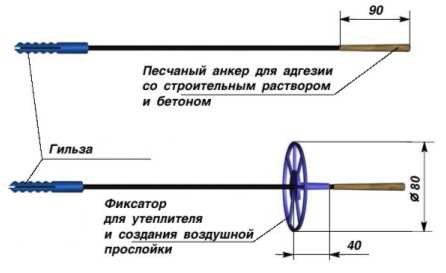 90
Песчаный анкер для адгезии
со строительным раствором
и бетоном
Гильза
Фиксатор
для утеплителя
и создания воздушной
прослойки
40
Ø 80